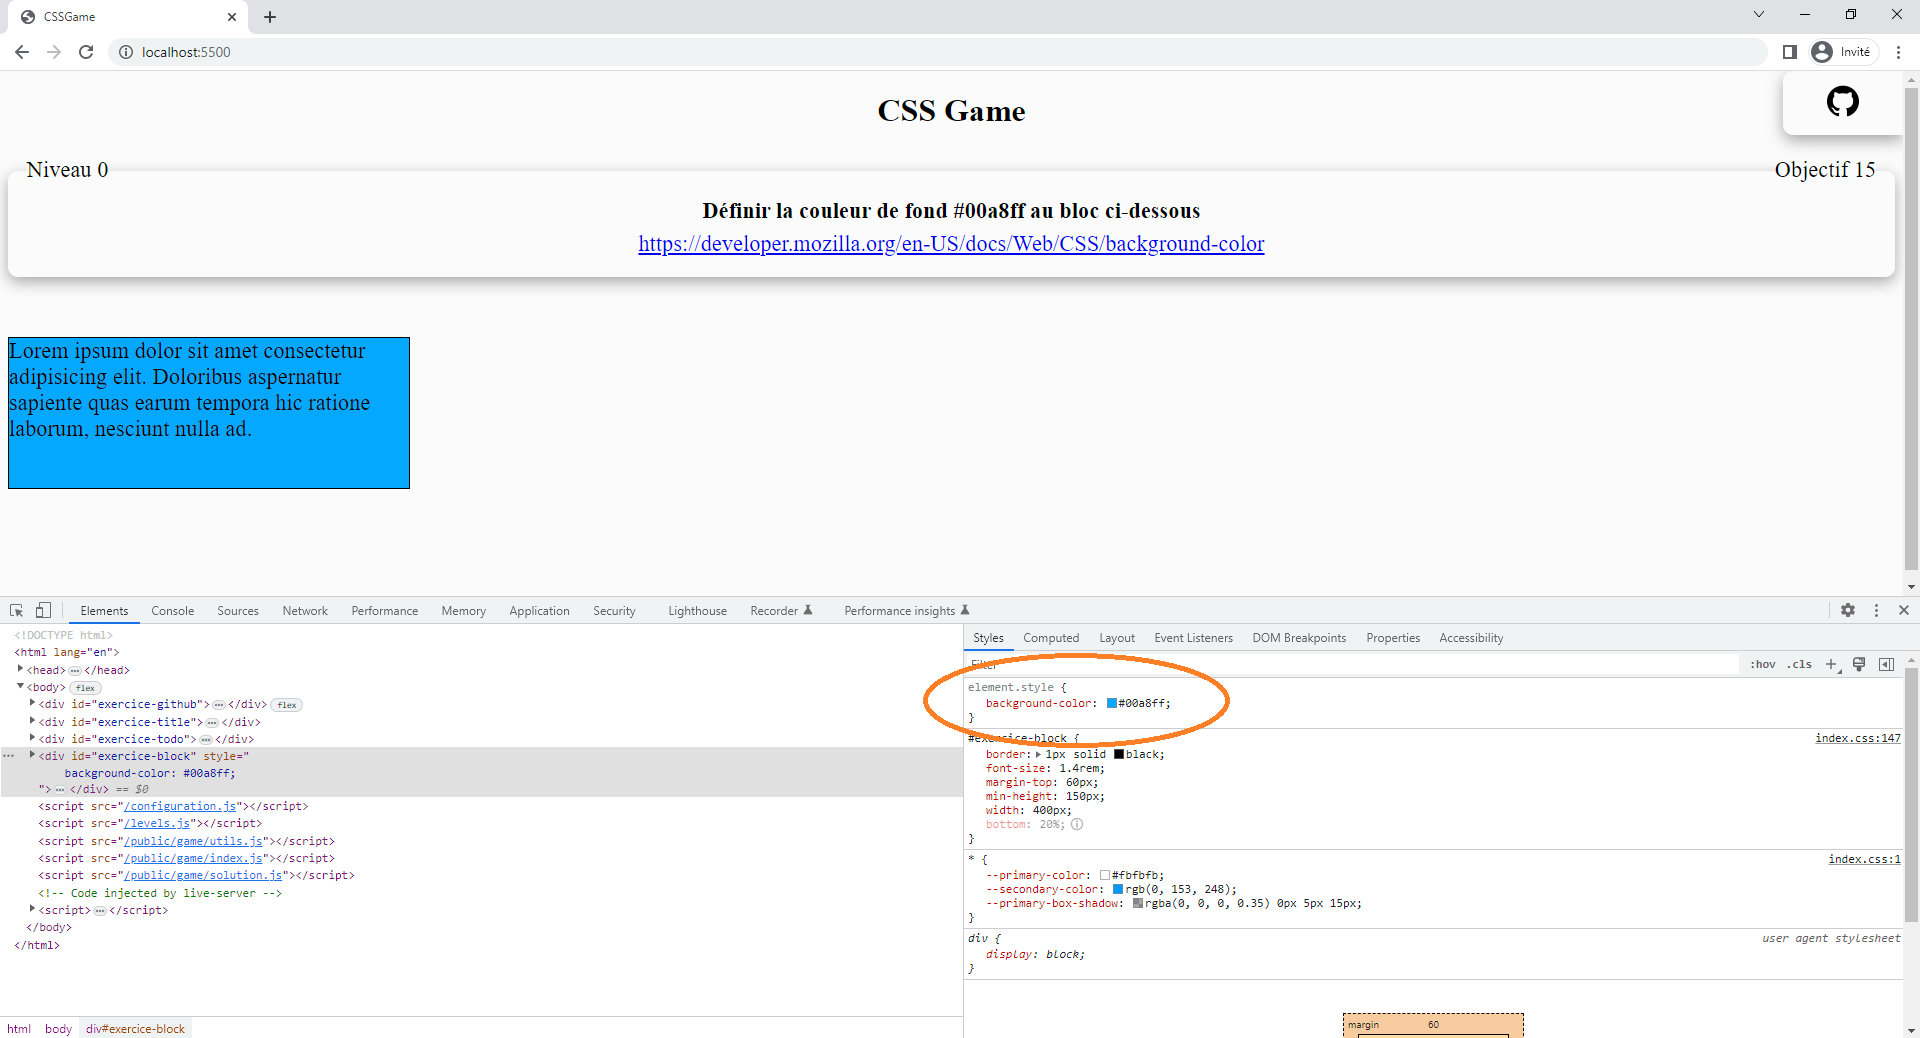 CSSGame
localhost:5500
Invité
CSS Game
Niveau 0
Objectif 15
Définir la couleur de fond #00a8ff au bloc ci-dessous
https://developer.mozilla.org/en-US/docs/Web/CSS/background-color
Lorem ipsum dolor sit amet consectetur
adipisicing elit. Doloribus aspernatur
sapiente quas earum tempora hic ratione
laborum, nesciunt nulla ad.
Elements Console Sources Network Performance Memory Application Security Lighthouse Recorder Performance insights
<!DOCTYPE html>
<html lang="en">
<head>…</head>
<body> flex
<div id="exercice-github">…</div> flex
<div id="exercice-title">…</div>
<div id="exercice-todo">…</div>
<div id="exercice-block" style="
background-color: #00a8ff;
">…</div> == $0
<script src="/configuration.js"></script>
<script src="/levels.js"></script>
<script src="/public/game/utils.js"></script>
<script src="/public/game/index.js"></script>
<script src="/public/game/solution.js"></script>
<!-- Code injected by live-server -->
<script>…</script>
</body>
</html>
html body div#exercice-block
Styles Computed Layout Event Listeners DOM Breakpoints Properties Accessibility
Filter :hov .cls
element.style {
background-color: #00a8ff;
}
#exercice-block { index.css:147
border: 1px solid black;
font-size: 1.4rem;
margin-top: 60px;
min-height: 150px;
width: 400px;
bottom: 20%;
}
* { index.css:1
--primary-color: #fbfbfb;
--secondary-color: rgb(0, 153, 248);
--primary-box-shadow: rgba(0, 0, 0, 0.35) 0px 5px 15px;
}
div { user agent stylesheet
display: block;
}
margin 60